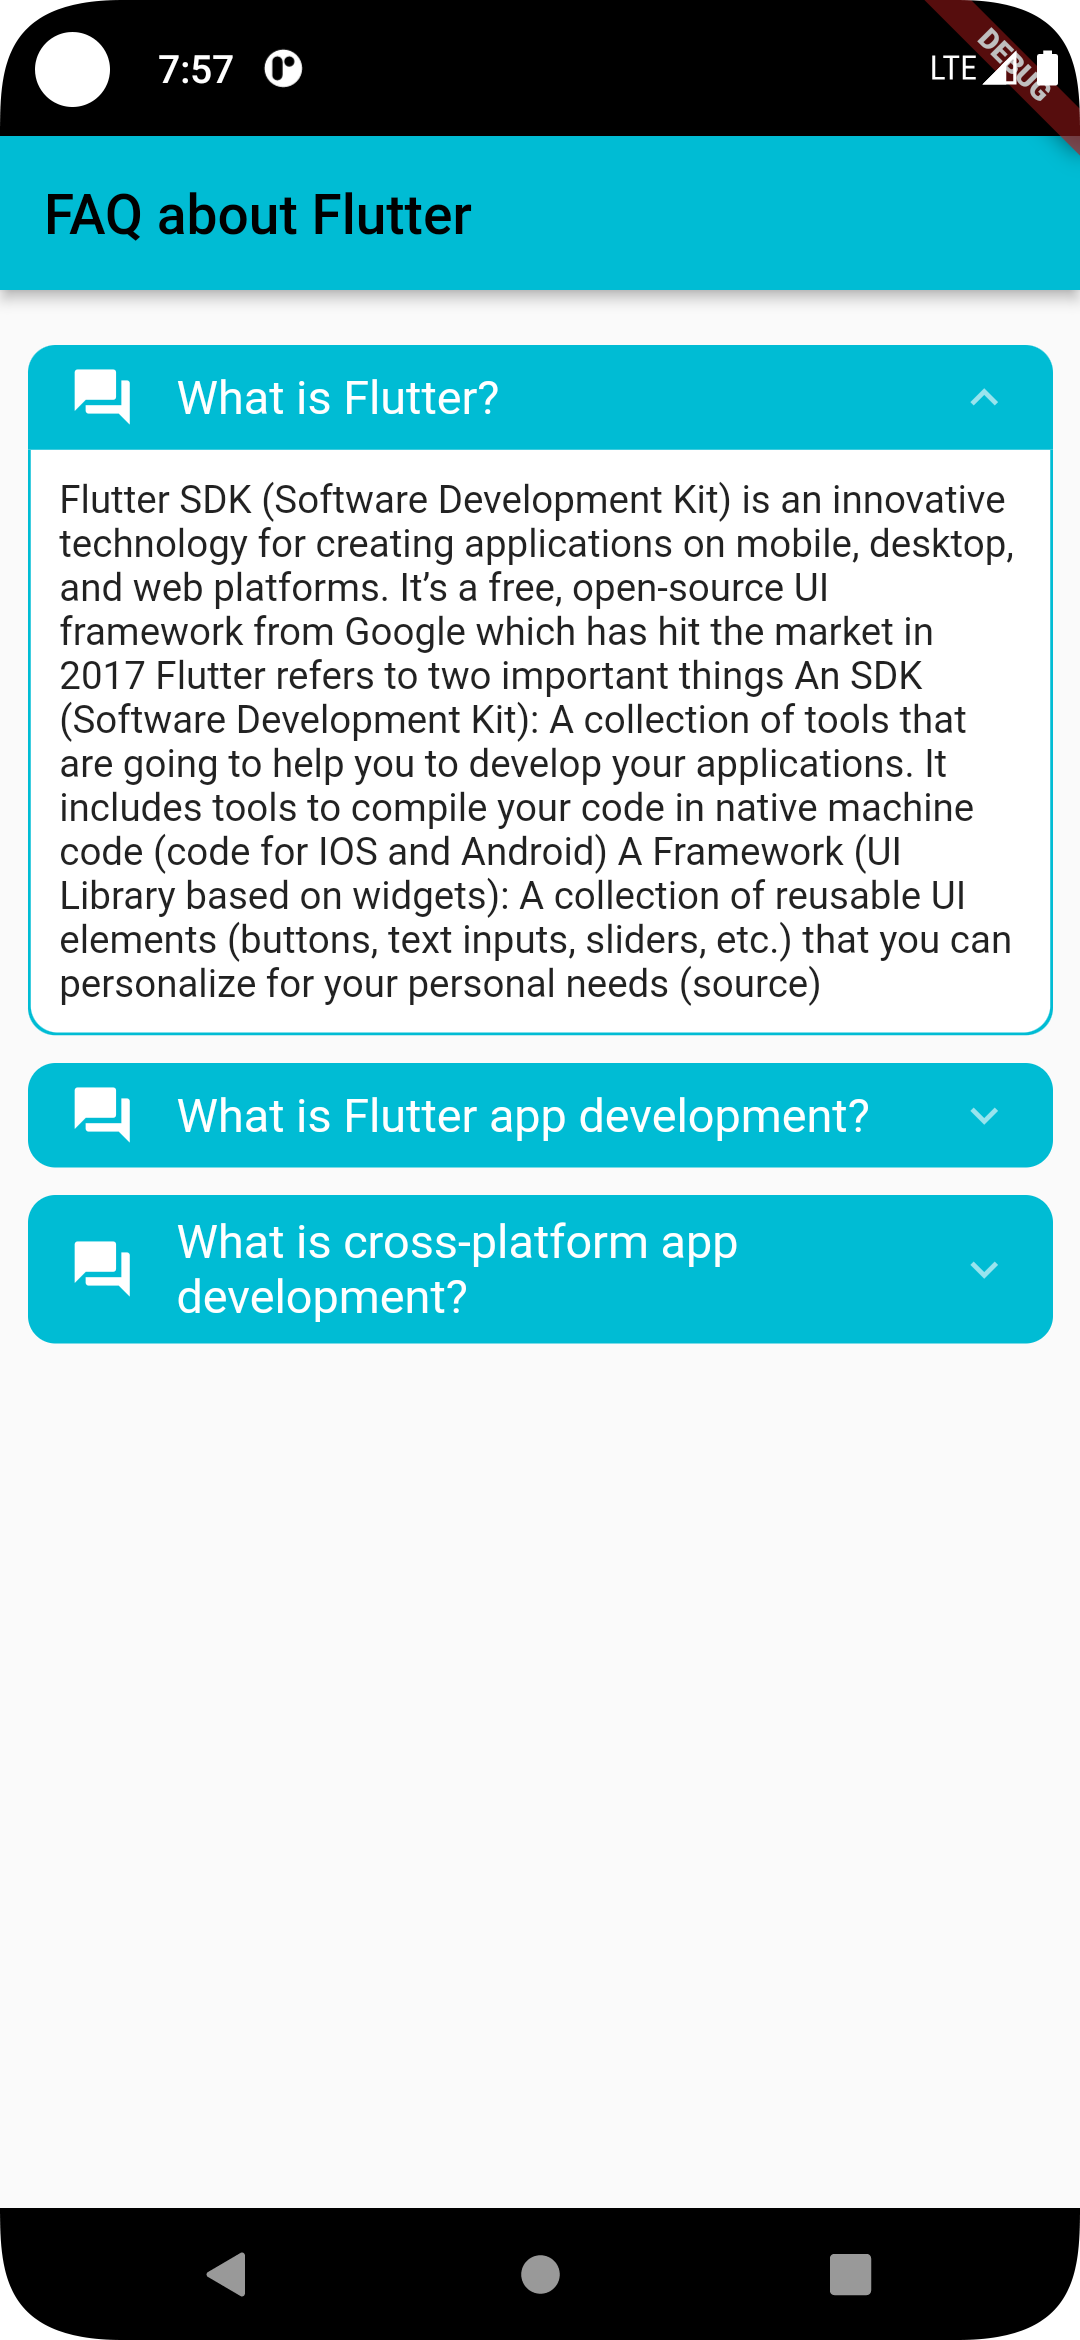 7:57
LTE
DEBUG
FAQ about Flutter
What is Flutter?
Flutter SDK (Software Development Kit) is an innovative
technology for creating applications on mobile, desktop,
and web platforms. It’s a free, open-source UI
framework from Google which has hit the market in
2017 Flutter refers to two important things An SDK
(Software Development Kit): A collection of tools that
are going to help you to develop your applications. It
includes tools to compile your code in native machine
code (code for IOS and Android) A Framework (UI
Library based on widgets): A collection of reusable UI
elements (buttons, text inputs, sliders, etc.) that you can
personalize for your personal needs (source)
What is Flutter app development?
What is cross-platform app
development?